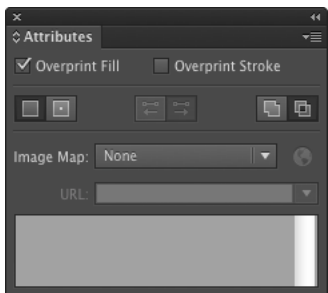 Attributes
Overprint Fill Overprint Stroke
Image Map: None
URL: